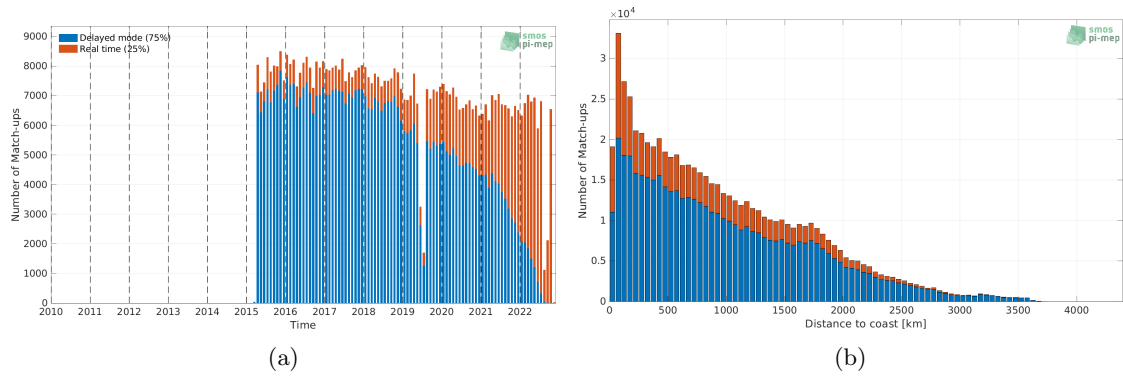 9000
8000
7000
6000
5000
4000
3000
2000
1000
0
Number of Match-ups
Delayed mode (75%)
Real time (25%)
smos
pi-mep
2010 2011 2012 2013 2014 2015 2016 2017 2018 2019 2020 2021 2022
Time
(a)
×10⁴
3
2.5
2
1.5
1
0.5
0
Number of Match-ups
smos
pi-mep
0 500 1000 1500 2000 2500 3000 3500 4000
Distance to coast [km]
(b)